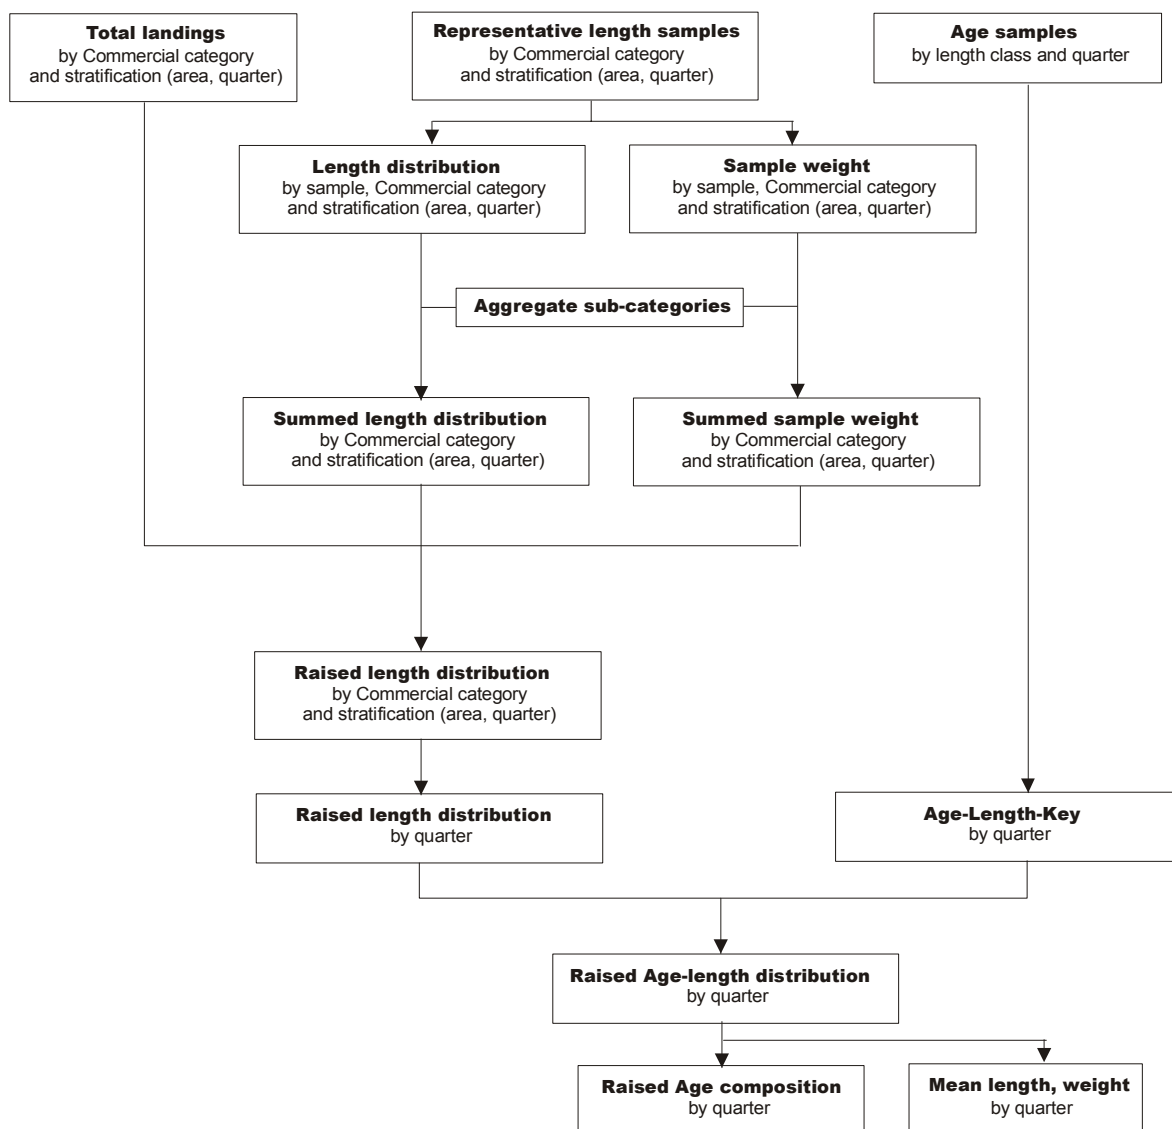 Total landings
by Commercial category
and stratification (area, quarter)
Representative length samples
by Commercial category
and stratification (area, quarter)
Age samples
by length class and quarter
Length distribution
by sample, Commercial category
and stratification (area, quarter)
Sample weight
by sample, Commercial category
and stratification (area, quarter)
Aggregate sub-categories
Summed length distribution
by Commercial category
and stratification (area, quarter)
Summed sample weight
by Commercial category
and stratification (area, quarter)
Raised length distribution
by Commercial category
and stratification (area, quarter)
Raised length distribution
by quarter
Age-Length-Key
by quarter
Raised Age-length distribution
by quarter
Raised Age composition
by quarter
Mean length, weight
by quarter